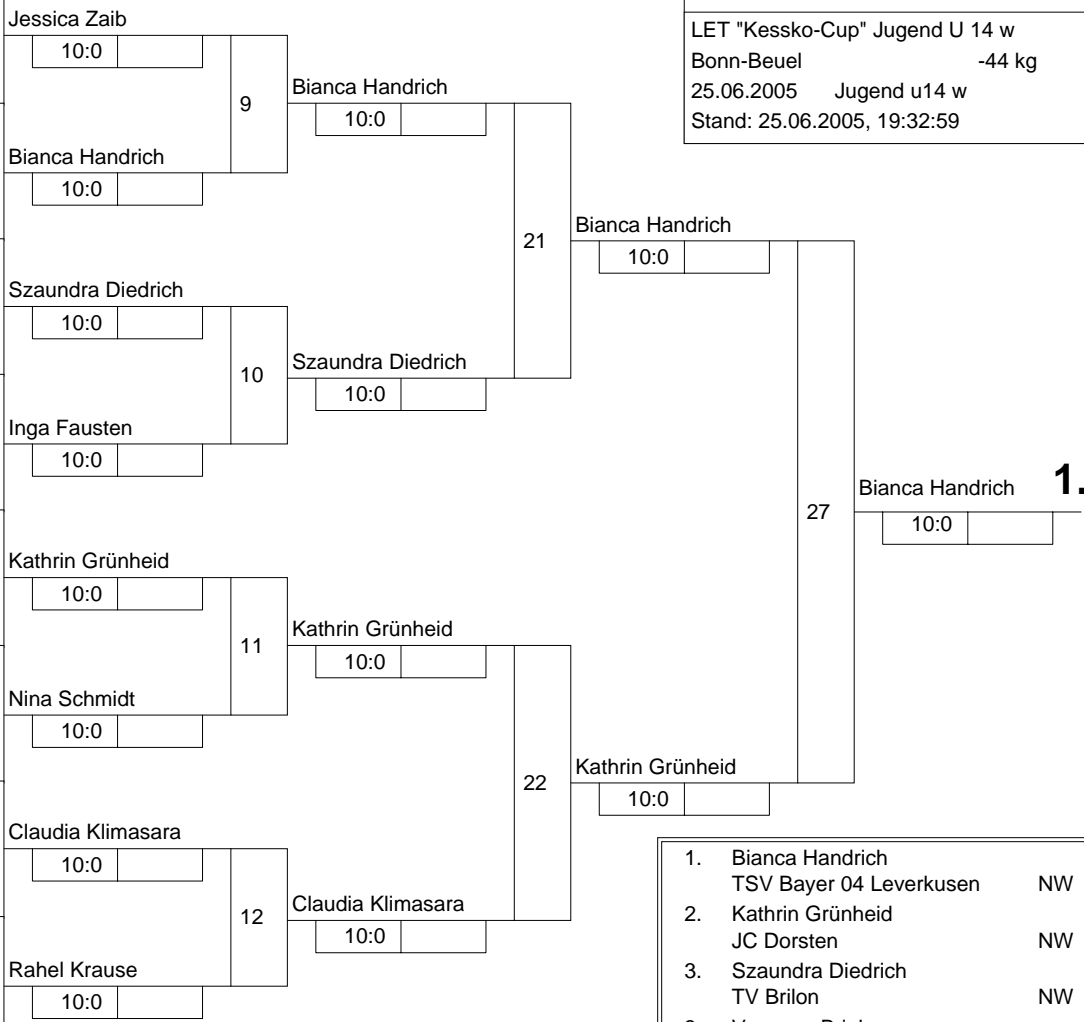 Jessica Zaib
10:0
9
Bianca Handrich
10:0
Bianca Handrich
10:0
21
Szaundra Diedrich
10:0
10
Inga Fausten
10:0
Szaundra Diedrich
10:0
Bianca Handrich
10:0
27
Kathrin Grünheid
10:0
11
Nina Schmidt
10:0
Kathrin Grünheid
10:0
22
Claudia Klimasara
10:0
12
Rahel Krause
10:0
Claudia Klimasara
10:0
Kathrin Grünheid
10:0
Bianca Handrich 1.
10:0
LET "Kessko-Cup" Jugend U 14 w
Bonn-Beuel -44 kg
25.06.2005 Jugend u14 w
Stand: 25.06.2005, 19:32:59
1. Bianca Handrich
TSV Bayer 04 Leverkusen NW
2. Kathrin Grünheid
JC Dorsten NW
3. Szaundra Diedrich
TV Brilon NW